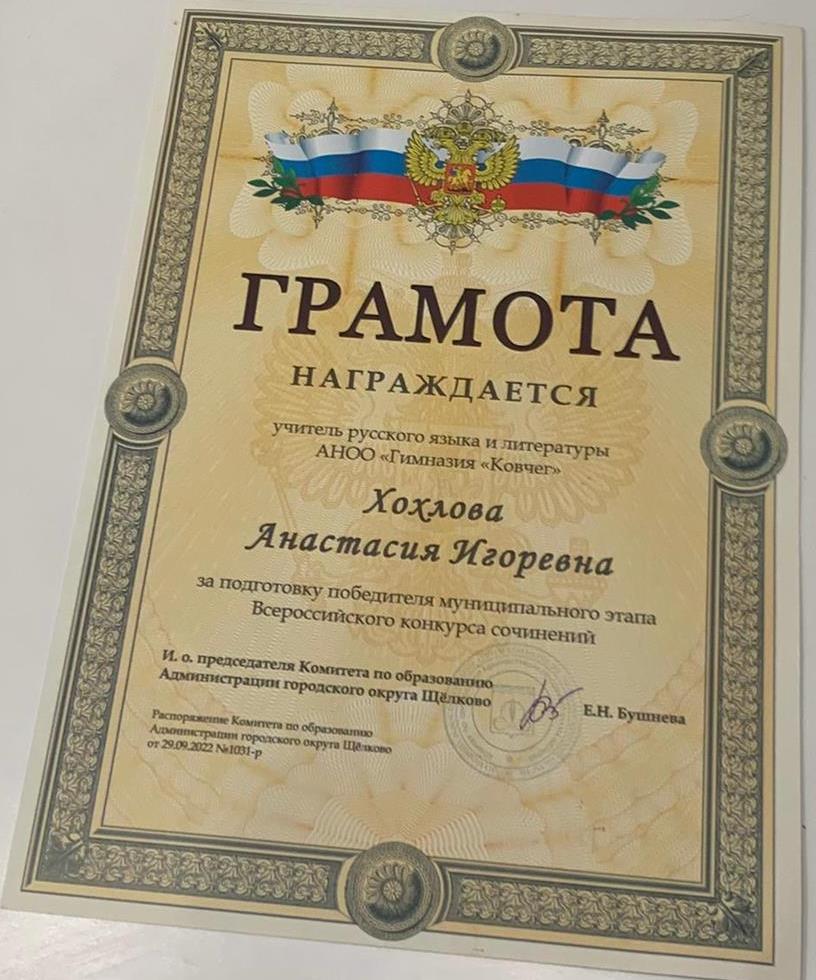 ГРАМОТА
НАГРАЖДАЕТСЯ
учитель русского языка и литературы
АНОО «Гимназия «Ковчег»
Хохлова
Анастасия Игоревна
за подготовку победителя муниципального этапа
Всероссийского конкурса сочинений
И. о. председателя Комитета по образованию
Администрации городского округа Щёлково
Е.Н. Бушнева
Распоряжение Комитета по образованию
Администрации городского округа Щёлково
от 29.09.2022 №1031-р